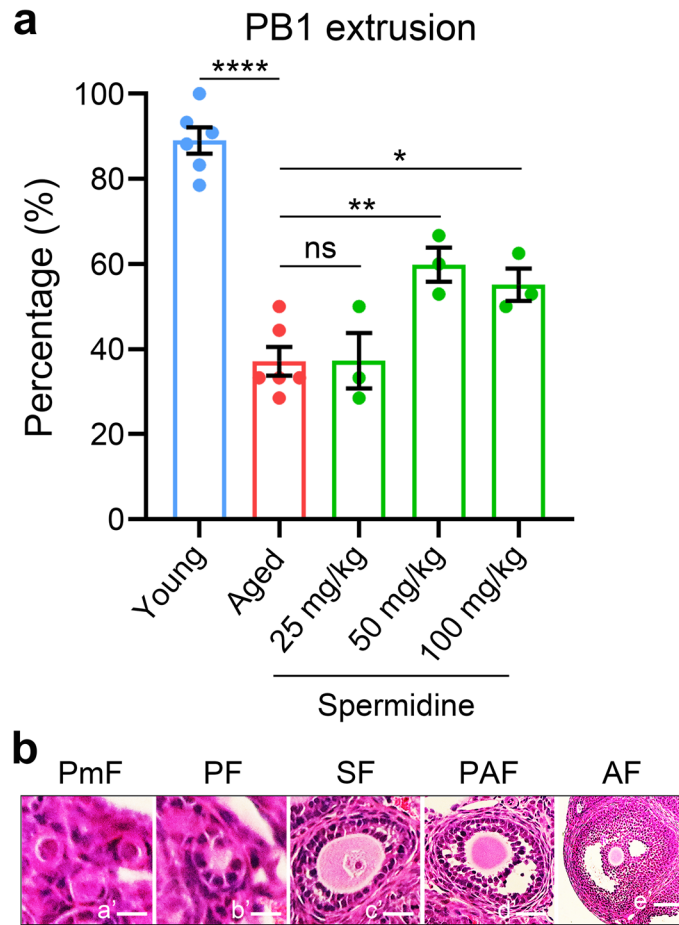 a
PB1 extrusion
****
*
**
ns
Percentage (%)
100
80
60
40
20
0
Young
Aged
25 mg/kg
50 mg/kg
100 mg/kg
Spermidine
b
PmF PF SF PAF AF
a' b' c' d' e'